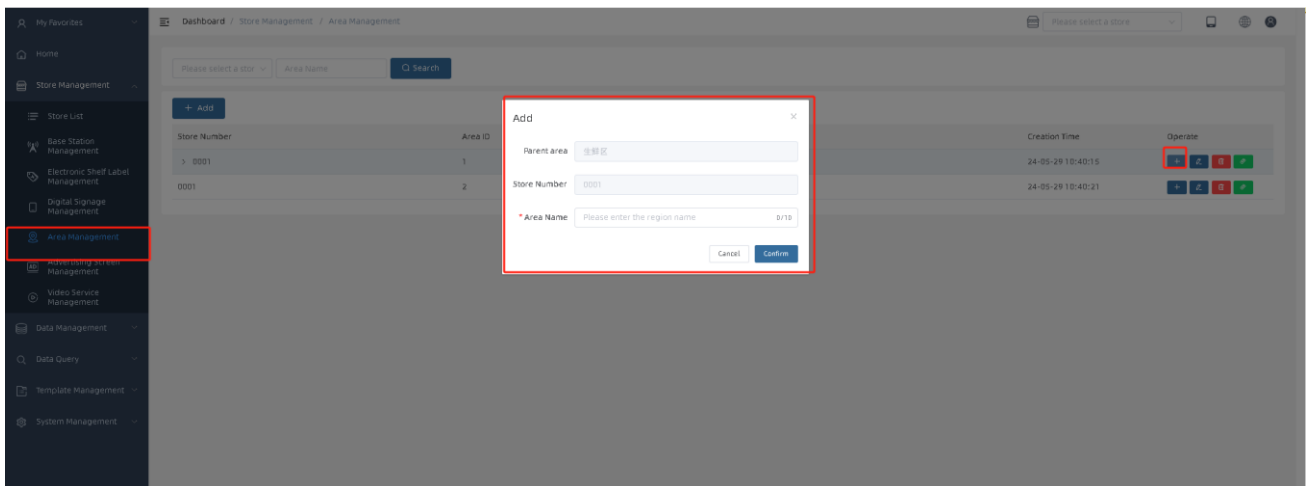 My Favorites
Dashboard / Store Management / Area Management
Please select a store
Home
Store Management
Please select a stor
Area Name
Search
Store List
+ Add
Base Station
Management
Electronic Shelf Label
Management
Digital Signage
Management
Area Management
Advertising Screen
Management
Video Service
Management
Data Management
Data Query
Template Management
System Management
Store Number
Area ID
Creation Time
Operate
> 0001
1
24-05-29 10:40:15
0001
2
24-05-29 10:40:21
Add
Parent area
生鲜区
Store Number
0001
* Area Name
Please enter the region name
0/10
Cancel
Confirm